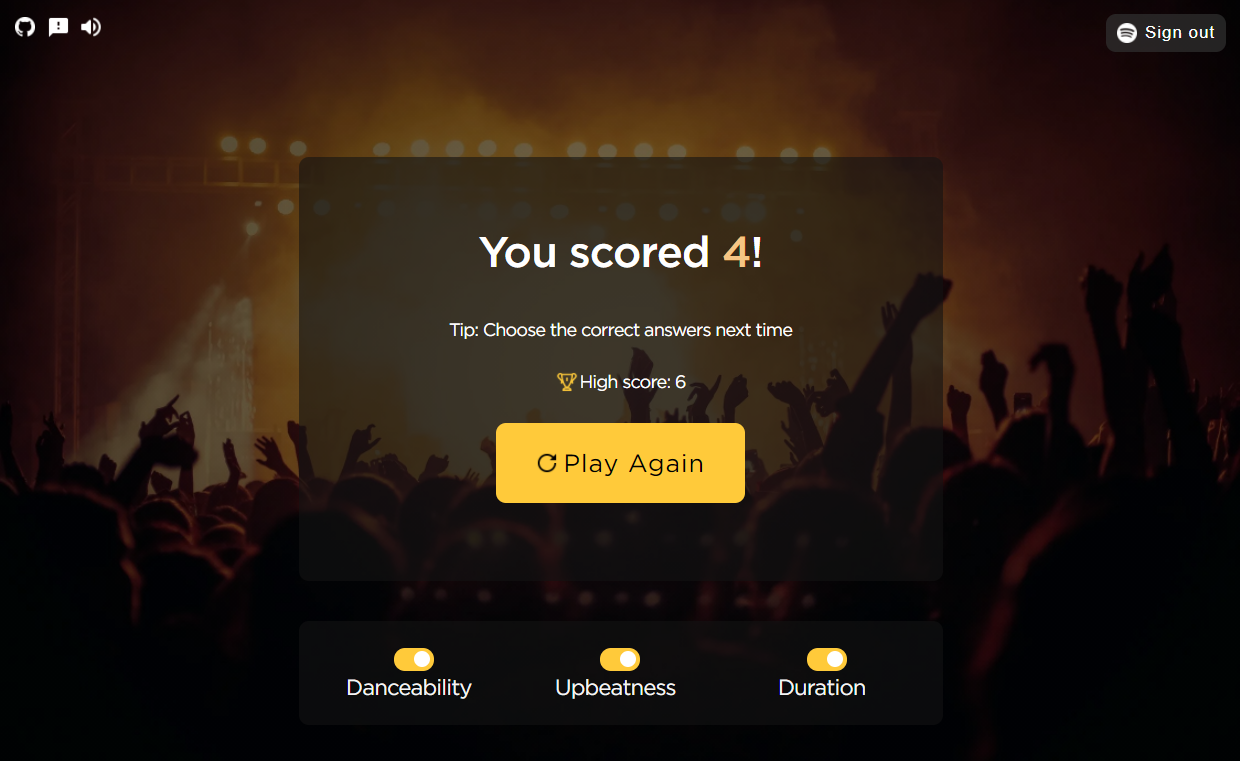 Sign out
You scored 4!
Tip: Choose the correct answers next time
High score: 6
Play Again
Danceability
Upbeatness
Duration